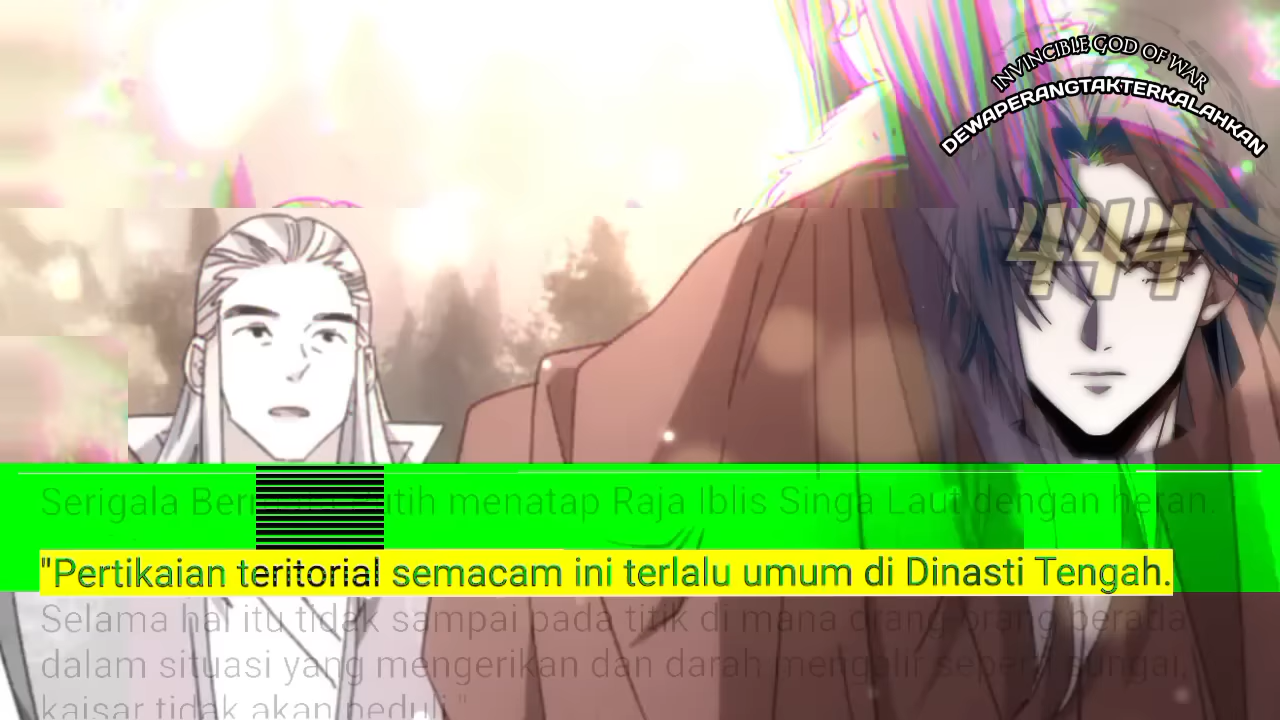 INVINCIBLE GOD OF WAR
DEWAPERANGTAKTERKALAHKAN
444
Serigala Bermata Putih menatap Raja Iblis Singa Laut dengan heran.
"Pertikaian teritorial semacam ini terlalu umum di Dinasti Tengah.
Selama hal itu tidak sampai pada titik di mana orang-orang berada
dalam situasi yang mengerikan dan darah mengalir seperti sungai,
kaisar tidak akan peduli."